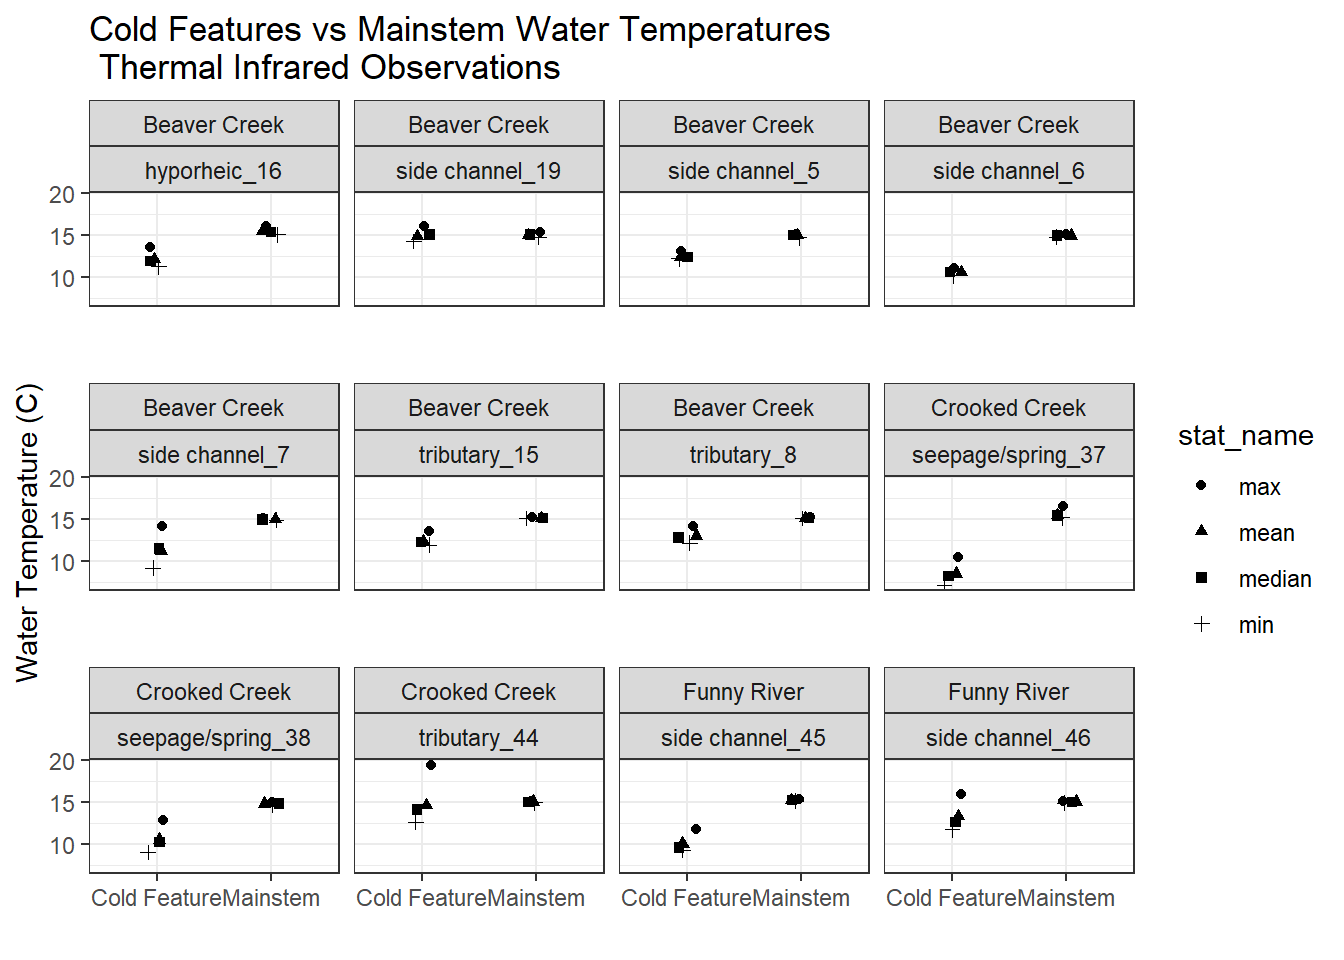 Cold Features vs Mainstem Water Temperatures
Thermal Infrared Observations
Beaver Creek
hyporheic_16
Beaver Creek
side channel_19
Beaver Creek
side channel_5
Beaver Creek
side channel_6
20
15
10
Beaver Creek
side channel_7
Beaver Creek
tributary_15
Beaver Creek
tributary_8
Crooked Creek
seepage/spring_37
20
15
10
Crooked Creek
seepage/spring_38
Crooked Creek
tributary_44
Funny River
side channel_45
Funny River
side channel_46
20
15
10
Cold Feature
Mainstem
Cold Feature
Mainstem
Cold Feature
Mainstem
Cold Feature
Mainstem
Water Temperature (C)
stat_name
max
mean
median
min